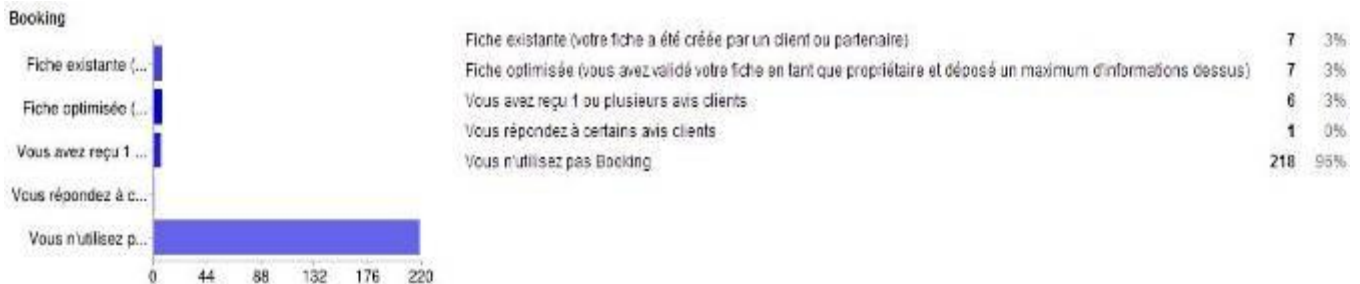 Booking
Fiche existante (...
Fiche optimisée (...
Vous avez reçu 1 ...
Vous répondez à c...
Vous n'utilisez p...
0 44 88 132 176 220
Fiche existante (votre fiche a été créée par un client ou partenaire) 7 3%
Fiche optimisée (vous avez validé votre fiche en tant que propriétaire et déposé un maximum d'informations dessus) 7 3%
Vous avez reçu 1 ou plusieurs avis clients 6 3%
Vous répondez à certains avis clients 1 0%
Vous n'utilisez pas Booking 218 96%